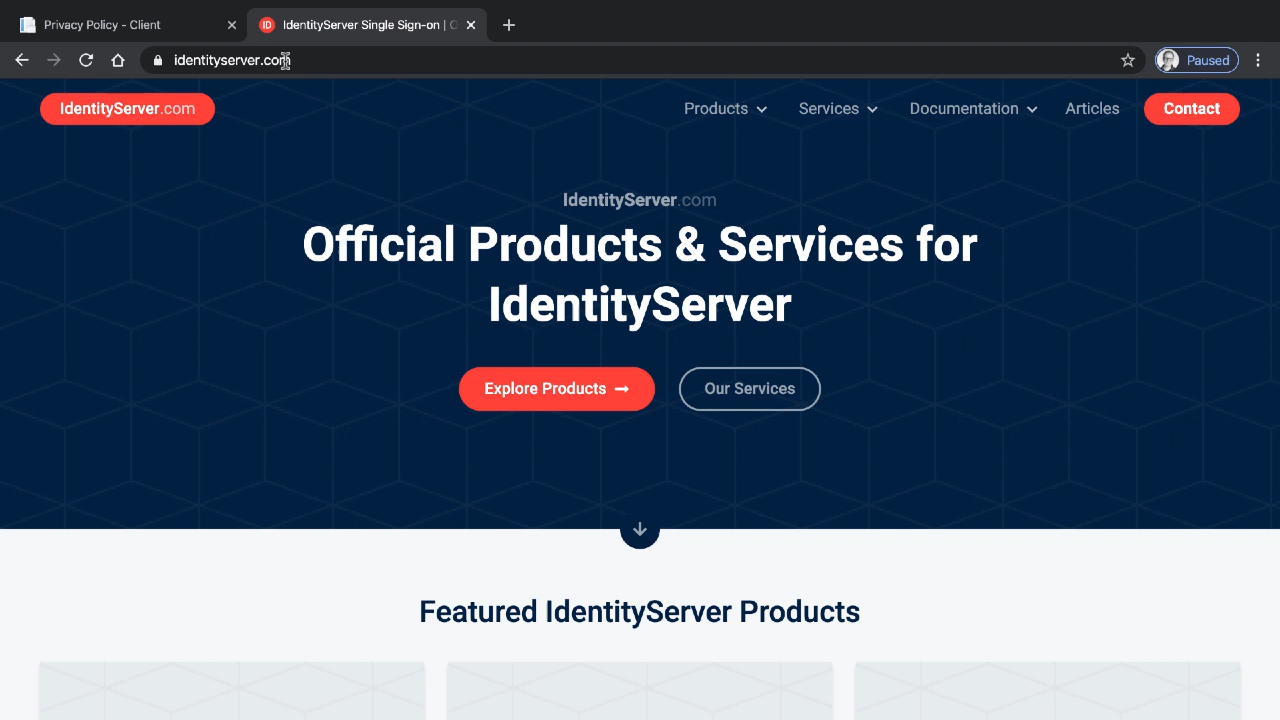 Privacy Policy - Client
IdentityServer Single Sign-on |
identityserver.com
Paused
IdentityServer.com
Products
Services
Documentation
Articles
Contact
IdentityServer.com
Official Products & Services for
IdentityServer
Explore Products →
Our Services
Featured IdentityServer Products